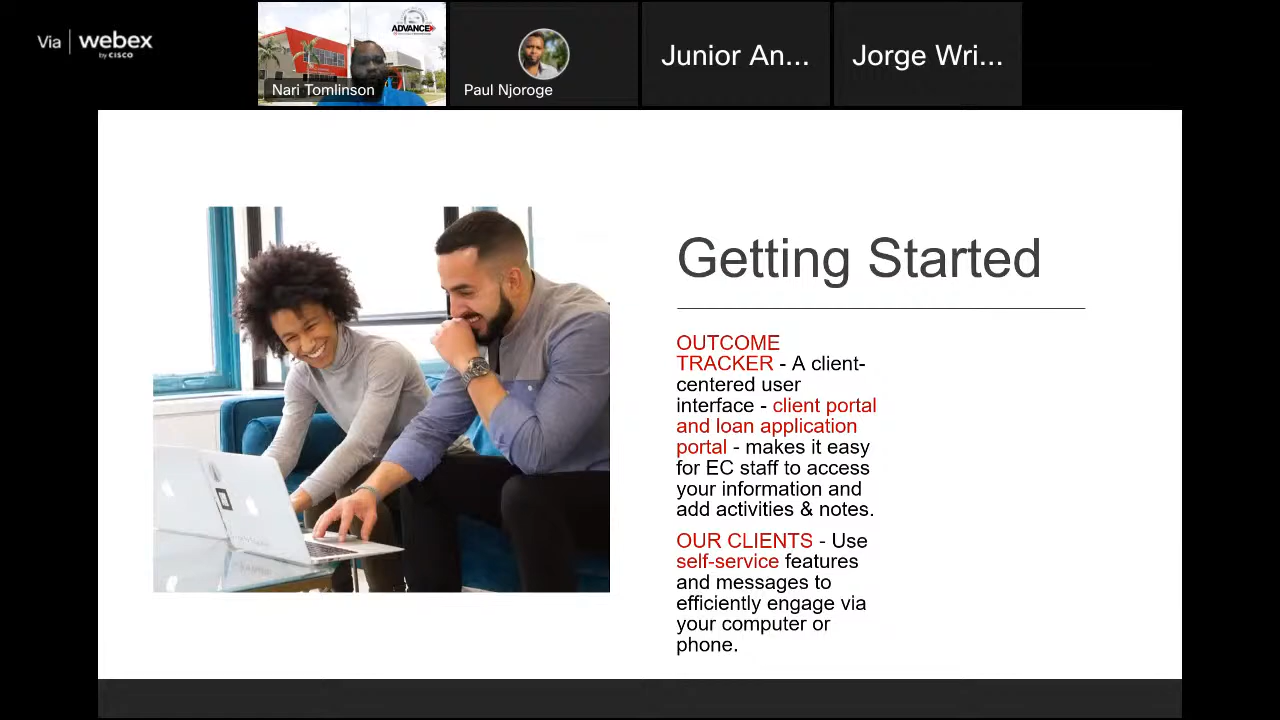 Via webex
by CISCO
ADVANCE
Nari Tomlinson
Paul Njoroge
Junior An...
Jorge Wri...
Getting Started
OUTCOME
TRACKER - A client-
centered user
interface - client portal
and loan application
portal - makes it easy
for EC staff to access
your information and
add activities & notes.
OUR CLIENTS - Use
self-service features
and messages to
efficiently engage via
your computer or
phone.